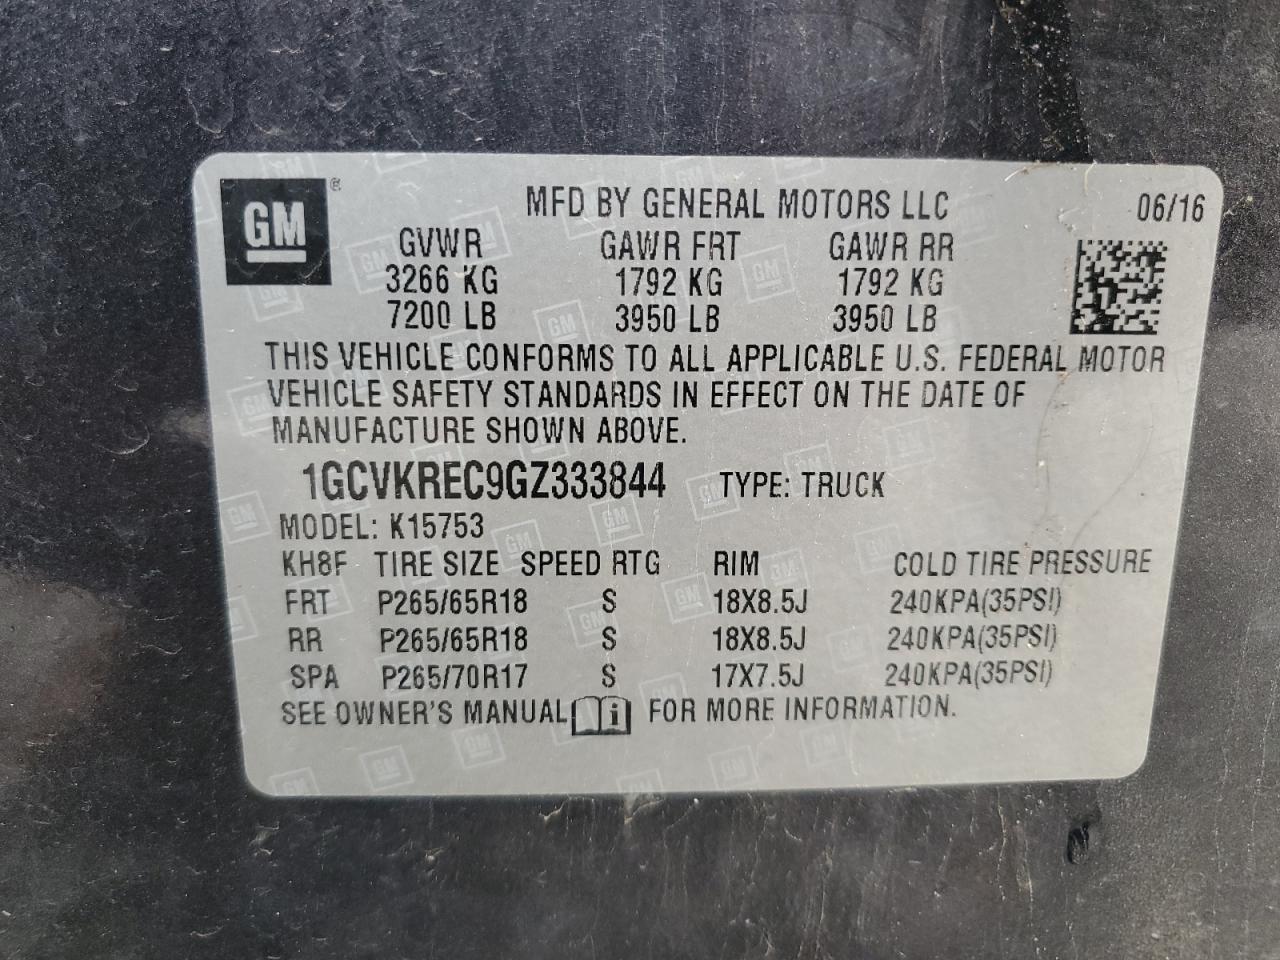 GM ® MFD BY GENERAL MOTORS LLC 06/16
GVWR GAWR FRT GAWR RR
3266 KG 1792 KG 1792 KG
7200 LB 3950 LB 3950 LB
THIS VEHICLE CONFORMS TO ALL APPLICABLE U.S. FEDERAL MOTOR
VEHICLE SAFETY STANDARDS IN EFFECT ON THE DATE OF
MANUFACTURE SHOWN ABOVE.
1GCVKREC9GZ333844 TYPE: TRUCK
MODEL: K15753
KH8F TIRE SIZE SPEED RTG RIM COLD TIRE PRESSURE
FRT P265/65R18 S 18X8.5J 240KPA(35PSI)
RR P265/65R18 S 18X8.5J 240KPA(35PSI)
SPA P265/70R17 S 17X7.5J 240KPA(35PSI)
SEE OWNER'S MANUAL i FOR MORE INFORMATION.